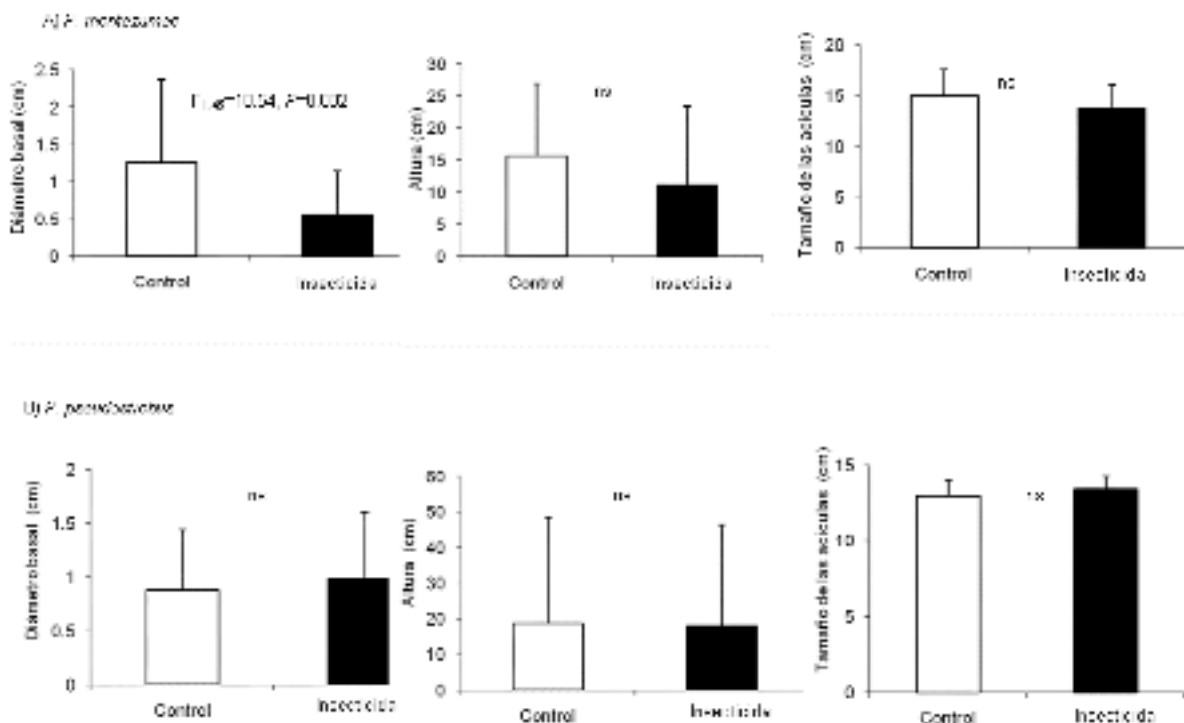 A) P. montezumae
Diámetro basal (cm)
2.5
2
1.5
1
0.5
0
P=0.002
Control
Insecticida
Altura (cm)
30
25
20
15
10
5
0
ns
Control
Insecticida
Tamaño de las acículas (cm)
20
15
10
5
0
ns
Control
Insecticida
B) P. pseudostrobus
Diámetro basal (cm)
2
1.5
1
0.5
0
ns
Control
Insecticida
Altura (cm)
60
50
40
30
20
10
0
ns
Control
Insecticida
Tamaño de las acículas (cm)
15
10
5
0
ns
Control
Insecticida